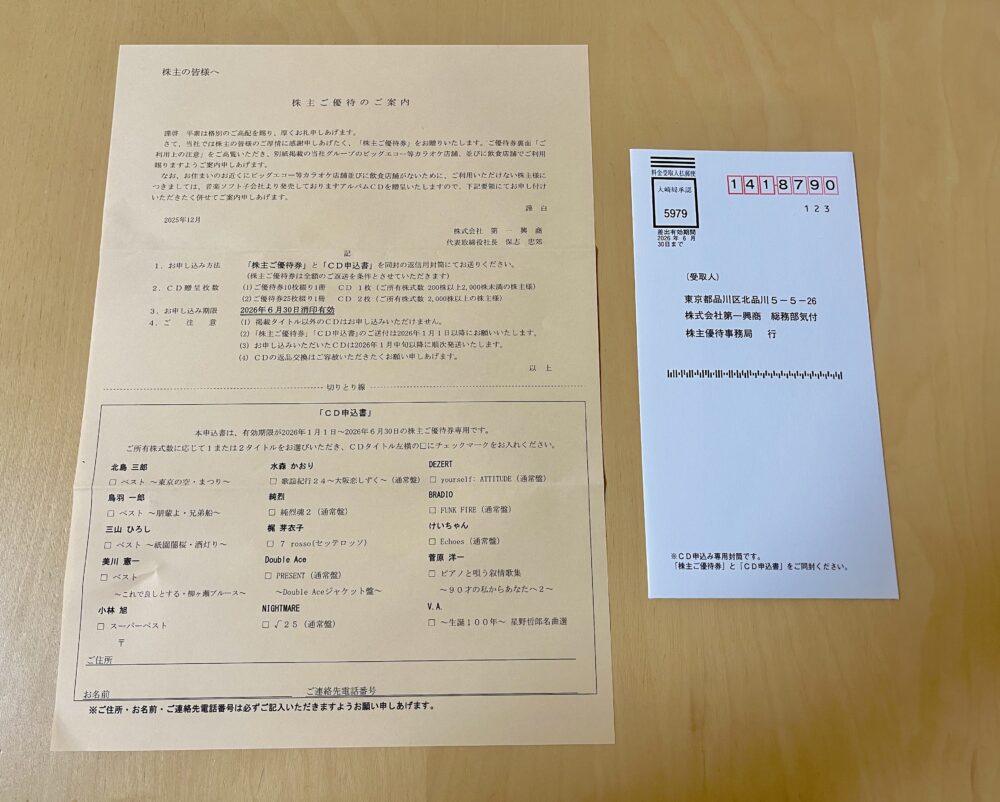 株主の皆様へ
株主ご優待のご案内
謹啓 平素は格別のご高配を賜り、厚くお礼申しあげます。
さて、当社では株主の皆様のご厚情に感謝申しあげたく、「株主ご優待券」をお贈りいたします。ご優待券裏面「ご
利用上の注意」をご高覧いただき、別紙掲載の当社グループのビッグエコー等カラオケ店舗、並びに飲食店舗でご利用
賜りますようご案内申しあげます。
なお、お住まいのお近くにビッグエコー等カラオケ店舗並びに飲食店舗がないために、ご利用いただけない株主様に
つきましては、音楽ソフト子会社より発売しておりますアルバムCDを贈呈いたしますので、下記要領にてお申し付け
いただきたく併せてご案内申しあげます。
謹 白
2025年12月
株式会社 第一興商
代表取締役社長 保志 忠郊
記
1．お申し込み方法 「株主ご優待券」と「CD申込書」を同封の返信用封筒にてお送りください。
(株主ご優待券は全額のご返送を条件とさせていただきます)
2．CD贈呈枚数 (1)ご優待券10枚綴り1冊 CD 1枚 (ご所有株式数 200株以上2,000株未満の株主様)
(2)ご優待券25枚綴り1冊 CD 2枚 (ご所有株式数 2,000株以上の株主様)
3．お申し込み期限 2026年6月30日消印有効
4．ご注意 (1) 掲載タイトル以外のCDはお申し込みいただけません。
(2)「株主ご優待券」「CD申込書」のご送付は2026年1月1日以降にお願いいたします。
(3) お申し込みいただいたCDは2026年1月中旬以降に順次発送いたします。
(4) CDの返品交換はご容赦いただきたくお願い申しあげます。
以 上
切りとり線
「CD申込書」
本申込書は、有効期限が2026年1月1日～2026年6月30日の株主ご優待券専用です。
ご所有株式数に応じて1または2タイトルをお選びいただき、CDタイトル左横の□にチェックマークをお入れください。
北島 三郎
□ ベスト ～東京の空・まつり～
鳥羽 一郎
□ ベスト ～朋輩よ・兄弟船～
三山 ひろし
□ ベスト ～祇園闇桜・酒灯り～
美川 憲一
□ ベスト
～これで良しとする・柳ヶ瀬ブルース～
小林 旭
□ スーパーベスト
水森 かおり
□ 歌謡紀行24～大阪恋しずく～（通常盤）
純烈
□ 純烈魂2（通常盤）
梶 芽衣子
□ 7 rosso(セッテロッソ)
Double Ace
□ PRESENT（通常盤）
～Double Aceジャケット盤～
NIGHTMARE
□ √25（通常盤）
DEZERT
□ yourself: ATTITUDE（通常盤）
BRADIO
□ FUNK FIRE（通常盤）
けいちゃん
□ Echoes（通常盤）
菅原 洋一
□ ピアノと唄う叙情歌集
～90才の私からあなたへ2～
V.A.
□ ～生誕100年～ 星野哲郎名曲選
〒
ご住所
お名前 ご連絡先電話番号
※ご住所・お名前・ご連絡先電話番号は必ずご記入いただきますようお願い申しあげます。
料金受取人払郵便
大崎局承認
5979
差出有効期間
2026年6月
30日まで
1418790
123
（受取人）
東京都品川区北品川5－5－26
株式会社第一興商 総務部気付
株主優待事務局 行
※CD申込み専用封筒です。
「株主ご優待券」と「CD申込書」をご同封ください。